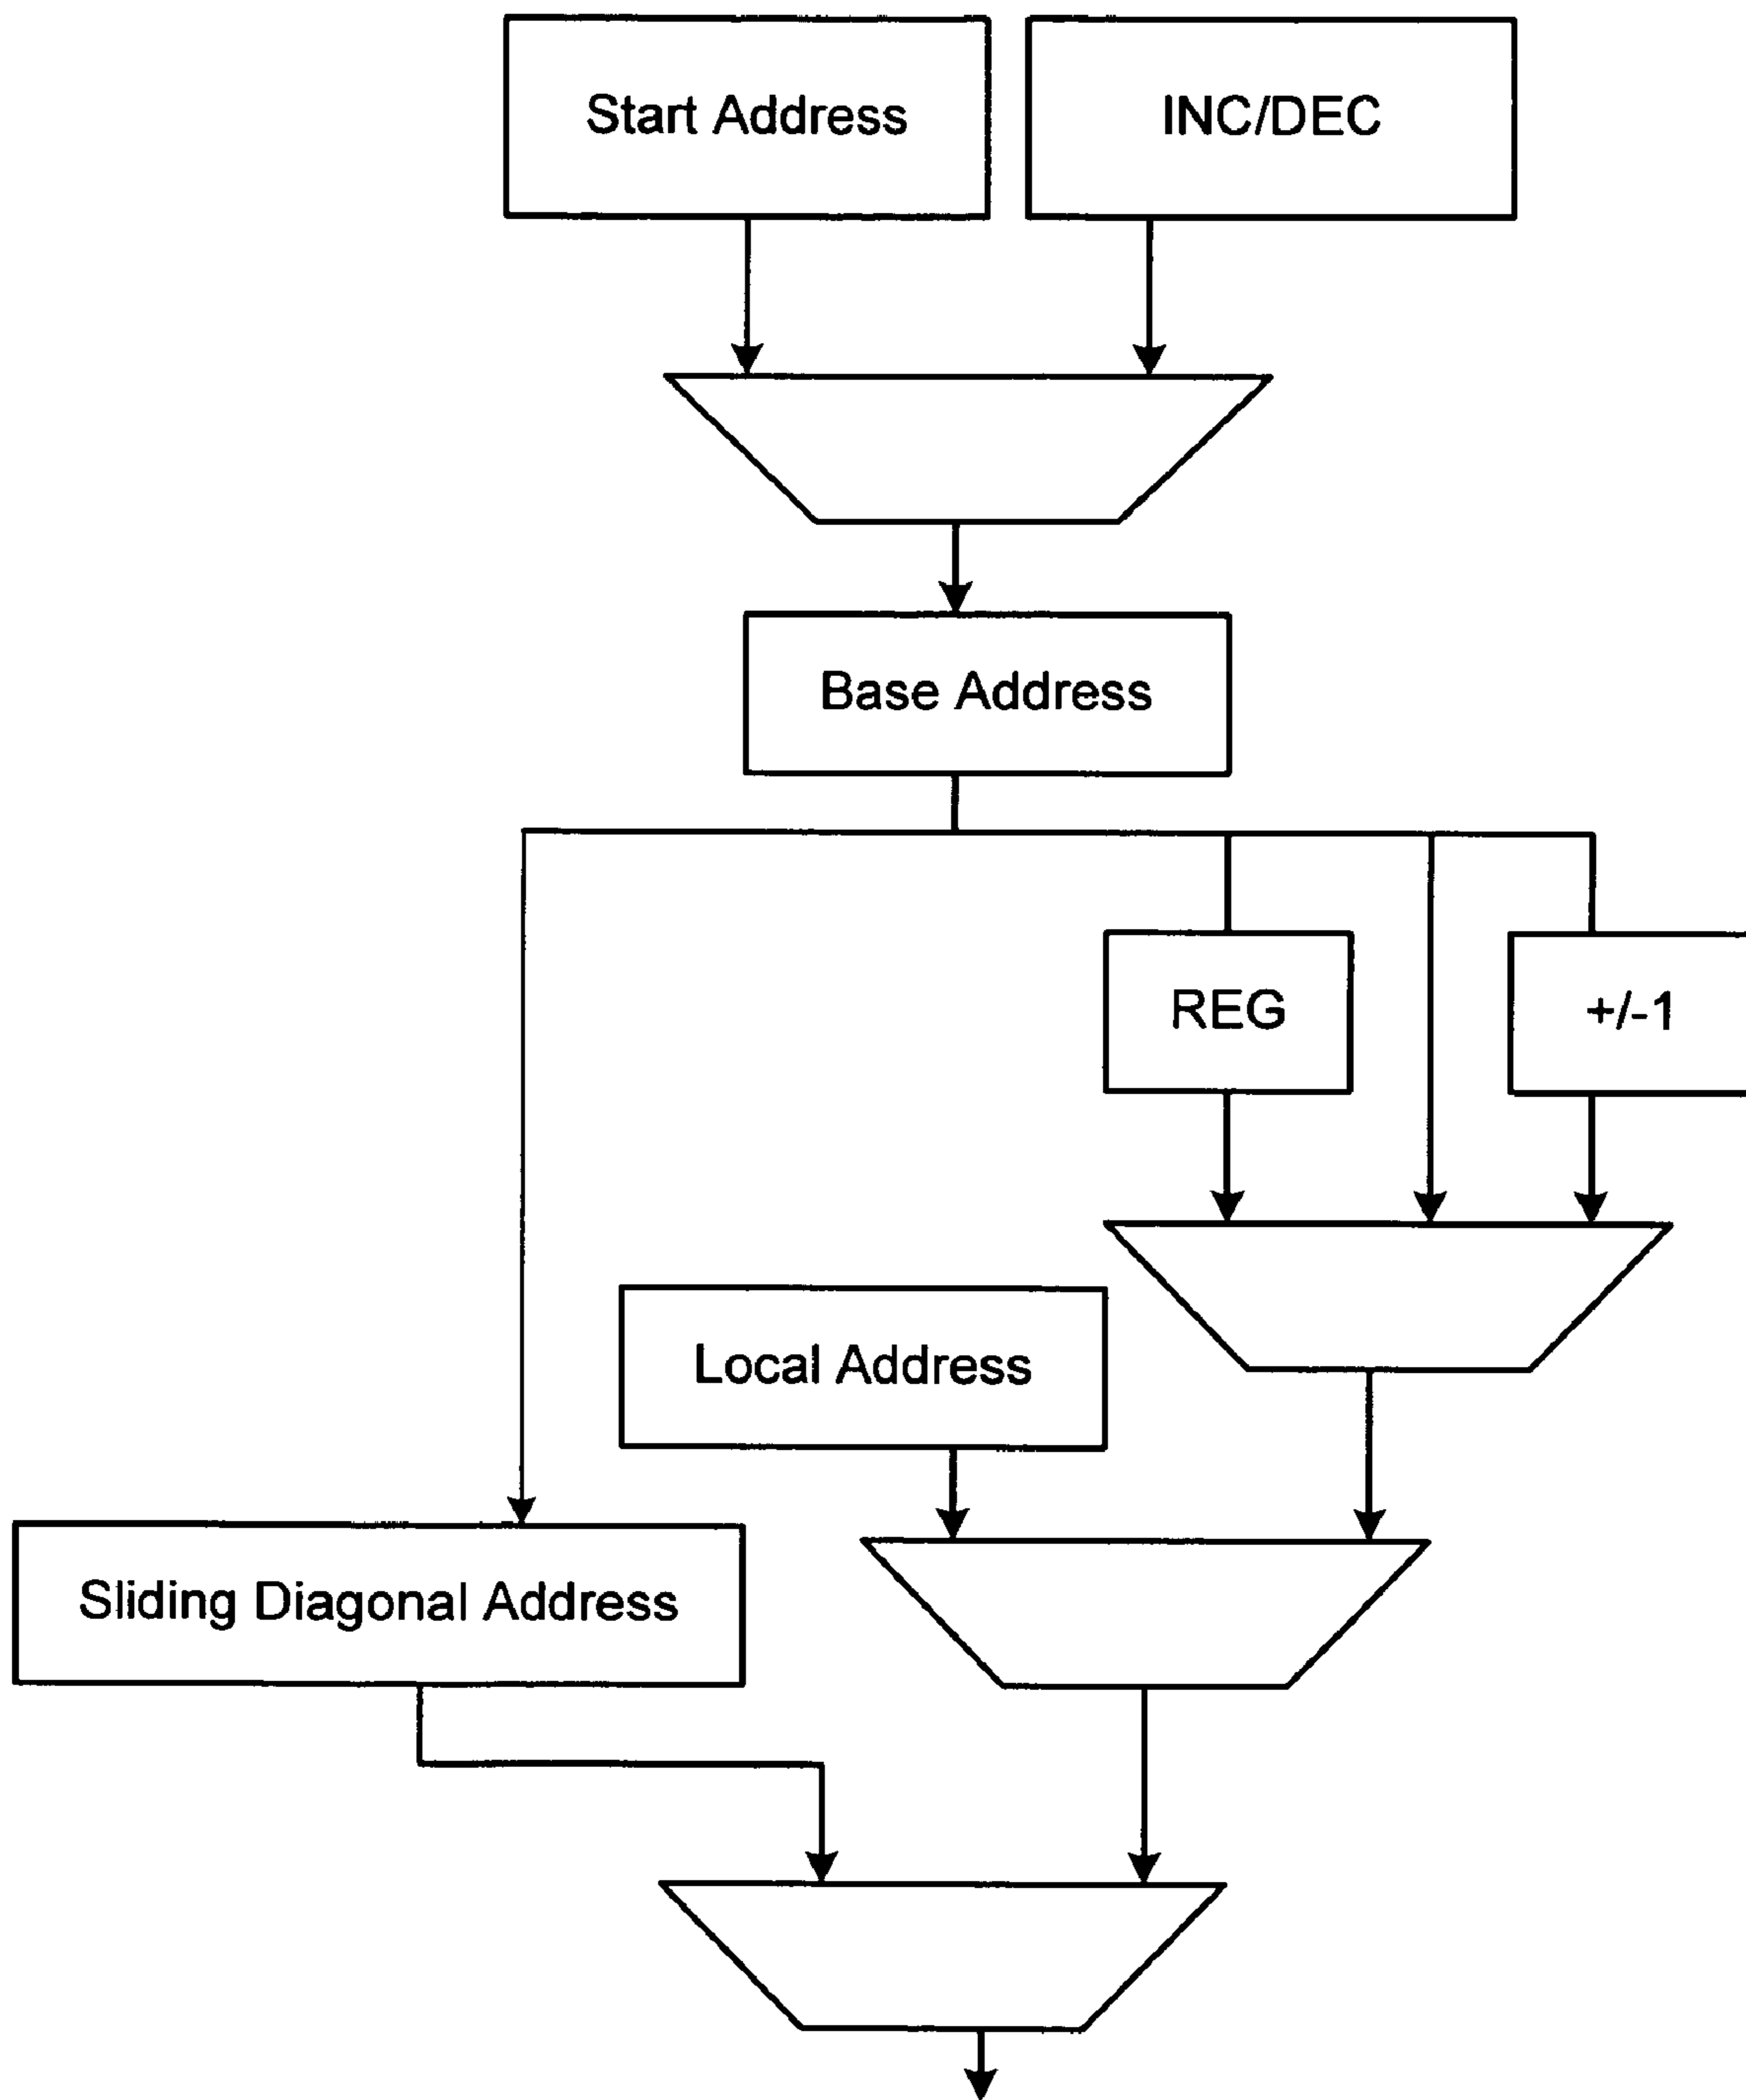 Start Address
INC/DEC
Base Address
REG
+/-1
Local Address
Sliding Diagonal Address